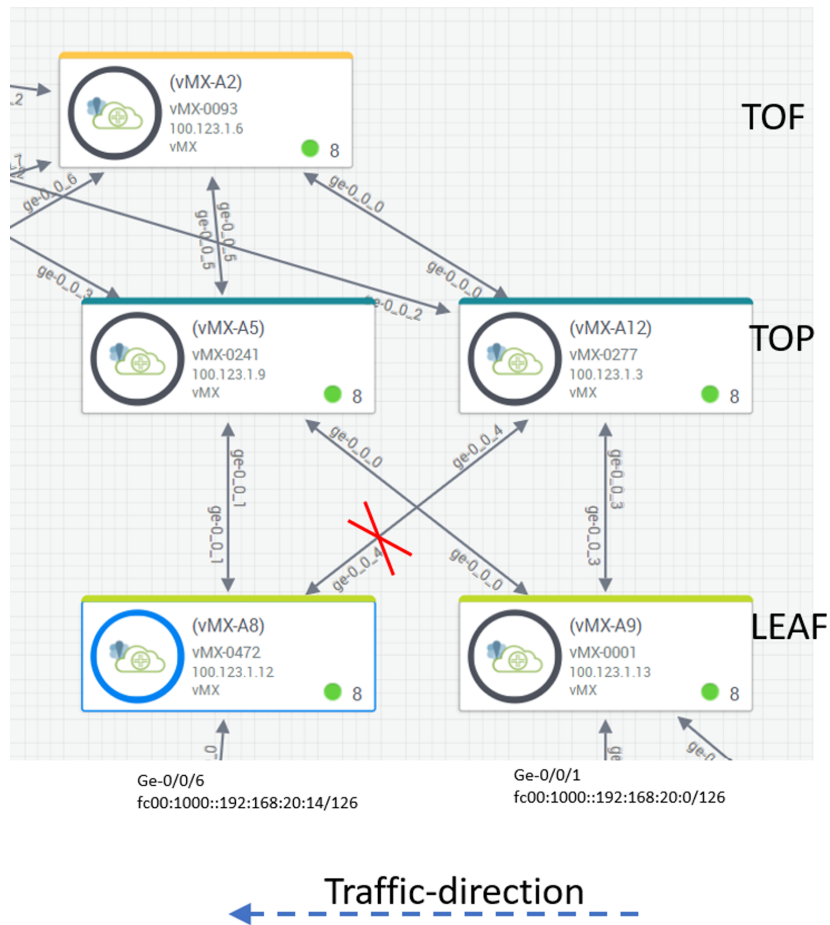 (vMX-A2)
vMX-0093
100.123.1.6
vMX
8
TOF
_2
_7
_2
ge-0_0_6
ge-0_0_5
ge-0_0_5
ge-0_0_0
ge-0_0_0
ge-0_0_3
ge-0_0_2
(vMX-A5)
vMX-0241
100.123.1.9
vMX
8
(vMX-A12)
vMX-0277
100.123.1.3
vMX
8
TOP
ge-0_0_1
ge-0_0_1
ge-0_0_0
ge-0_0_0
ge-0_0_4
ge-0_0_4
ge-0_0_3
ge-0_0_3
(vMX-A8)
vMX-0472
100.123.1.12
vMX
8
(vMX-A9)
vMX-0001
100.123.1.13
vMX
8
LEAF
ge-0
Ge-0/0/6
fc00:1000::192:168:20:14/126
Ge-0/0/1
fc00:1000::192:168:20:0/126
Traffic-direction